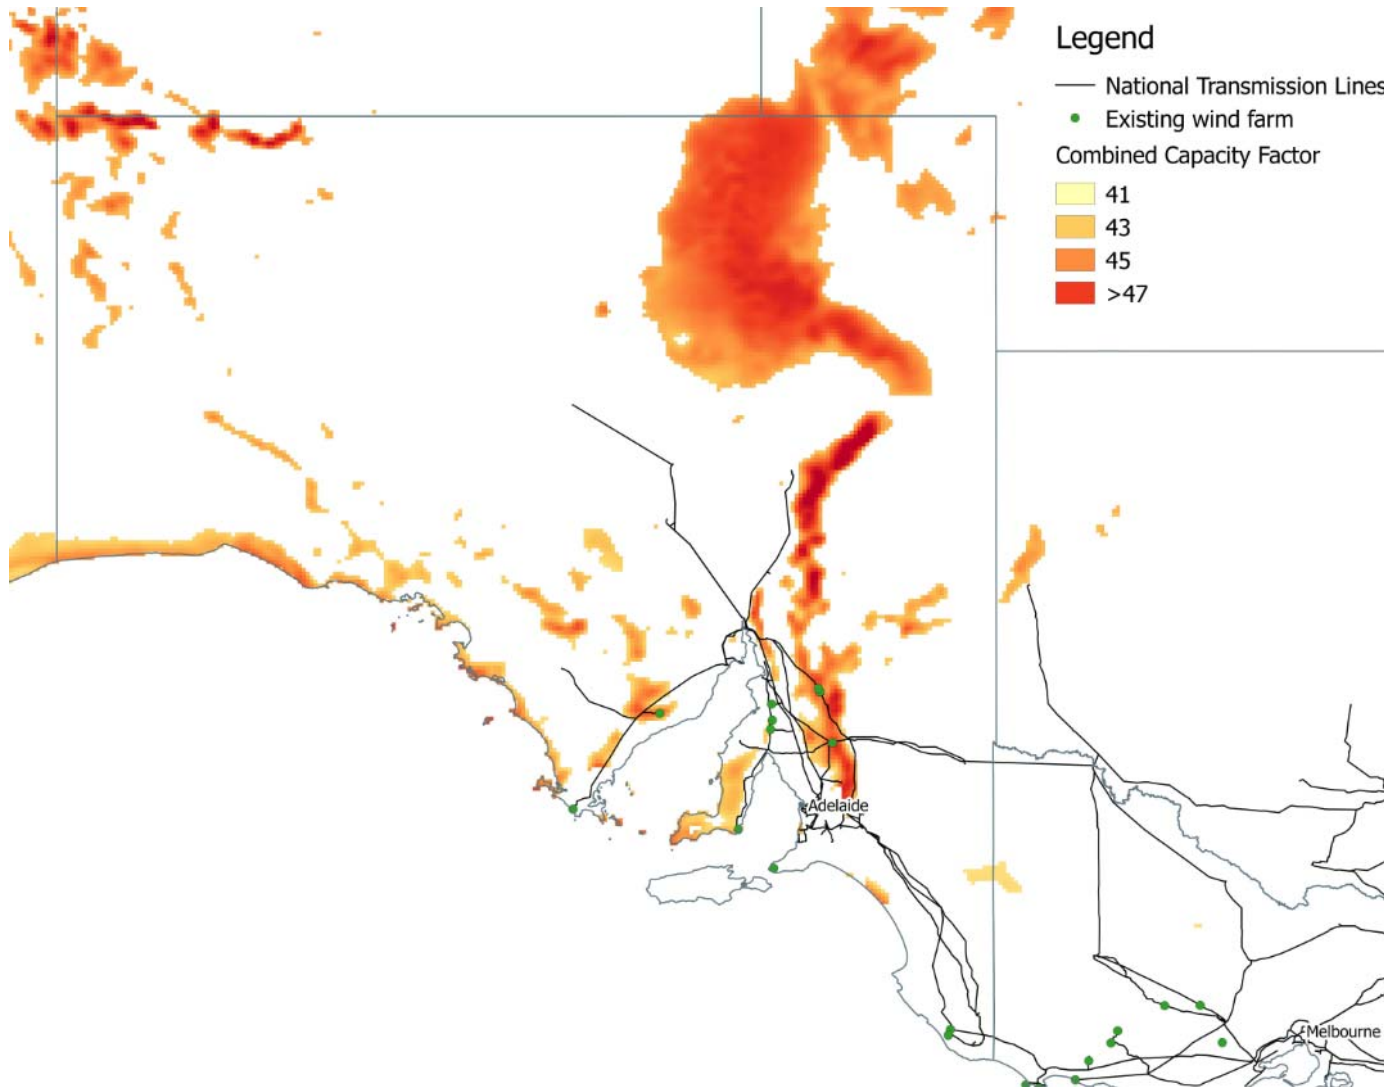 Legend
National Transmission Lines
Existing wind farm
Combined Capacity Factor
41
43
45
>47
Adelaide
Melbourne